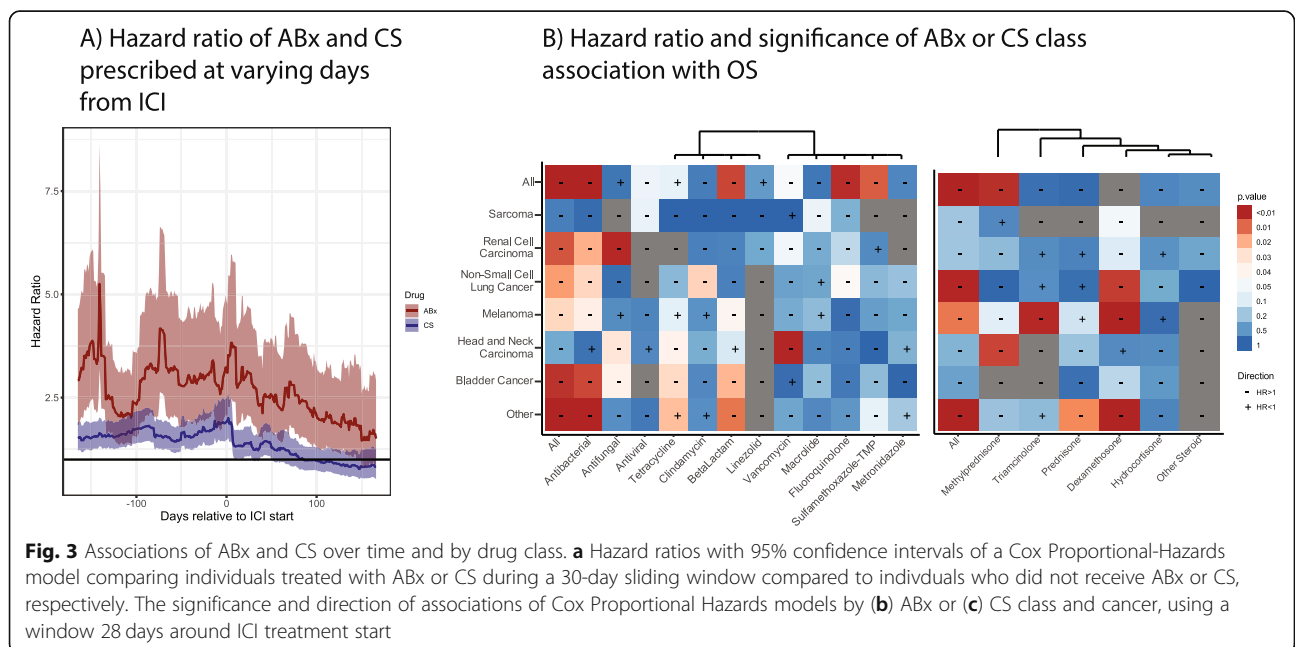 A) Hazard ratio of ABx and CS
prescribed at varying days
from ICI
7.5
5.0
2.5
Hazard Ratio
-100
0
100
Days relative to ICI start
Drug
ABx
CS
B) Hazard ratio and significance of ABx or CS class
association with OS
All
- - + - + - - + - - - - -
Sarcoma
- - - - - - - - + - - - -
Renal Cell
Carcinoma
- - - - - - - - - - - + -
Non-Small Cell
Lung Cancer
- - - - - - - - - + - - -
Melanoma
- - + - + + - - - + - - -
Head and Neck
Carcinoma
- + - + - - + - - - - - +
Bladder Cancer
- - - - - - - - + - - - -
Other
- - - - + + - - - - - - +
All
Antibacterial
Antifungal
Antiviral
Tetracycline
Clindamycin
BetaLactam
Linezolid
Vancomycin
Macrolide
Fluoroquinolone
Sulfamethoxazole-TMP
Metronidazole
- - - - - - -
- + - - - - -
- - + + - + -
- - + + - - -
- - - + - + -
- - - - + - -
- - - - - - -
- - + - - - -
All
Methylprednisone
Triamcinolone
Prednisone
Dexamethosone
Hydrocortisone
Other Steroid
p.value
<0.01
0.01
0.02
0.03
0.04
0.05
0.1
0.2
0.5
1
Direction
- HR>1
+ HR<1
Fig. 3 Associations of ABx and CS over time and by drug class. a Hazard ratios with 95% confidence intervals of a Cox Proportional-Hazards
model comparing individuals treated with ABx or CS during a 30-day sliding window compared to indivduals who did not receive ABx or CS,
respectively. The significance and direction of associations of Cox Proportional Hazards models by (b) ABx or (c) CS class and cancer, using a
window 28 days around ICI treatment start